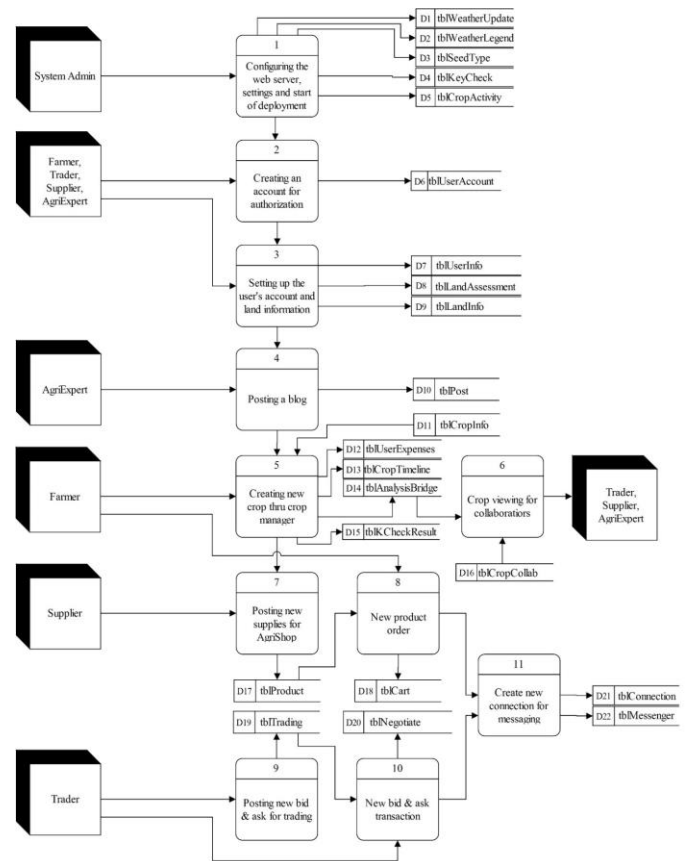 D1 tblWeatherUpdate
D2 tblWeatherLegend
D3 tblSeedType
D4 tblKeyCheck
D5 tblCropActivity
System Admin
1
Configuring the
web server,
settings and start
of deployment
Farmer,
Trader,
Supplier,
AgriExpert
2
Creating an
account for
authorization
D6 tblUserAccount
3
Setting up the
user's account and
land information
D7 tblUserInfo
D8 tblLandAssessment
D9 tblLandInfo
AgriExpert
4
Posting a blog
D10 tblPost
D11 tblCropInfo
Farmer
5
Creating new
crop thru crop
manager
D12 tblUserExpenses
D13 tblCropTimeline
D14 tblAnalysisBridge
D15 tblKCheckResult
6
Crop viewing for
collaboratiors
Trader,
Supplier,
AgriExpert
D16 tblCropCollab
Supplier
7
Posting new
supplies for
AgriShop
8
New product
order
D17 tblProduct
D18 tblCart
D19 tblTrading
D20 tblNegotiate
11
Create new
connection for
messaging
D21 tblConnection
D22 tblMessenger
Trader
9
Posting new bid
& ask for trading
10
New bid & ask
transaction